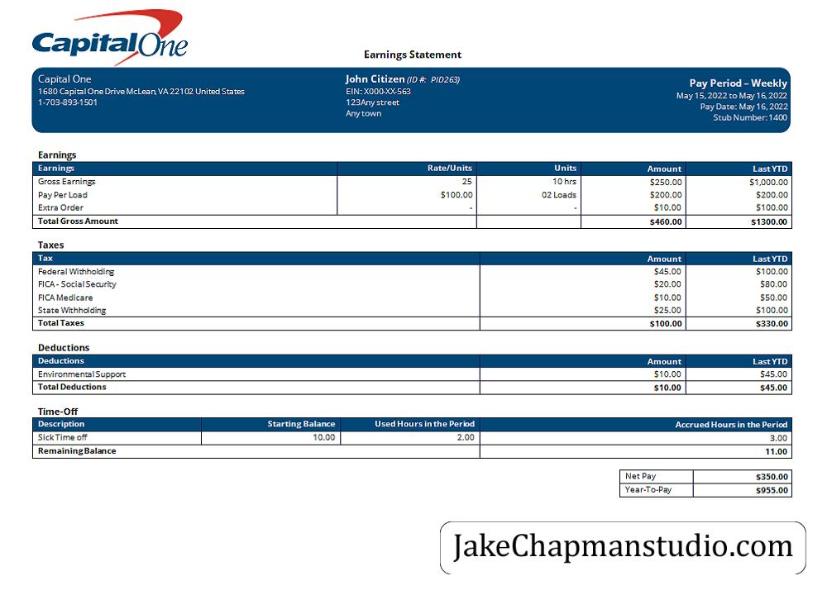 CapitalOne
Earnings Statement
Capital One
1680 Capital One Drive McLean, VA 22102 United States
1-703-893-1501
John Citizen (ID #: PID263)
EIN: X000-XX-563
123Any street
Any town
Pay Period – Weekly
May 15, 2022 to May 16,2022
Pay Date: May 16, 2022
Stub Number: 1400
Earnings
Earnings Rate/Units Units Amount Last YTD
Gross Earnings 25 10 hrs $250.00 $1,000.00
Pay Per Load $100.00 02 Loads $200.00 $200.00
Extra Order - - $10.00 $100.00
Total Gross Amount $460.00 $1300.00
Taxes
Tax Amount Last YTD
Federal Withholding $45.00 $100.00
FICA - Social Security $20.00 $80.00
FICA Medicare $10.00 $50.00
State Withholding $25.00 $100.00
Total Taxes $100.00 $330.00
Deductions
Deductions Amount Last YTD
Environmental Support $10.00 $45.00
Total Deductions $10.00 $45.00
Time-Off
Description Starting Balance Used Hours in the Period Accrued Hours in the Period
Sick Time off 10.00 2.00 3.00
Remaining Balance 11.00
Net Pay $350.00
Year-To-Pay $955.00
JakeChapmanstudio.com